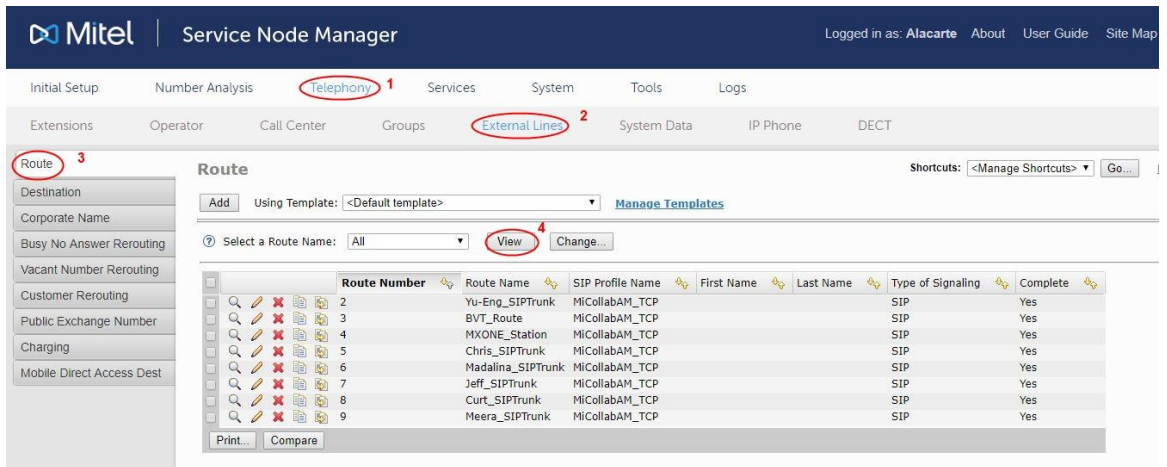 Mitel | Service Node Manager
Logged in as: Alacarte About User Guide Site Map
Initial Setup Number Analysis Telephony 1 Services System Tools Logs
Extensions Operator Call Center Groups External Lines 2 System Data IP Phone DECT
Route 3
Destination
Corporate Name
Busy No Answer Rerouting
Vacant Number Rerouting
Customer Rerouting
Public Exchange Number
Charging
Mobile Direct Access Dest
Route
Shortcuts: <Manage Shortcuts> Go...
Add Using Template: <Default template> Manage Templates
? Select a Route Name: All View 4 Change...
Route Number Route Name SIP Profile Name First Name Last Name Type of Signaling Complete
2 Yu-Eng_SIPTrunk MiCollabAM_TCP SIP Yes
3 BVT_Route MiCollabAM_TCP SIP Yes
4 MXONE_Station MiCollabAM_TCP SIP Yes
5 Chris_SIPTrunk MiCollabAM_TCP SIP Yes
6 Madalina_SIPTrunk MiCollabAM_TCP SIP Yes
7 Jeff_SIPTrunk MiCollabAM_TCP SIP Yes
8 Curt_SIPTrunk MiCollabAM_TCP SIP Yes
9 Meera_SIPTrunk MiCollabAM_TCP SIP Yes
Print... Compare